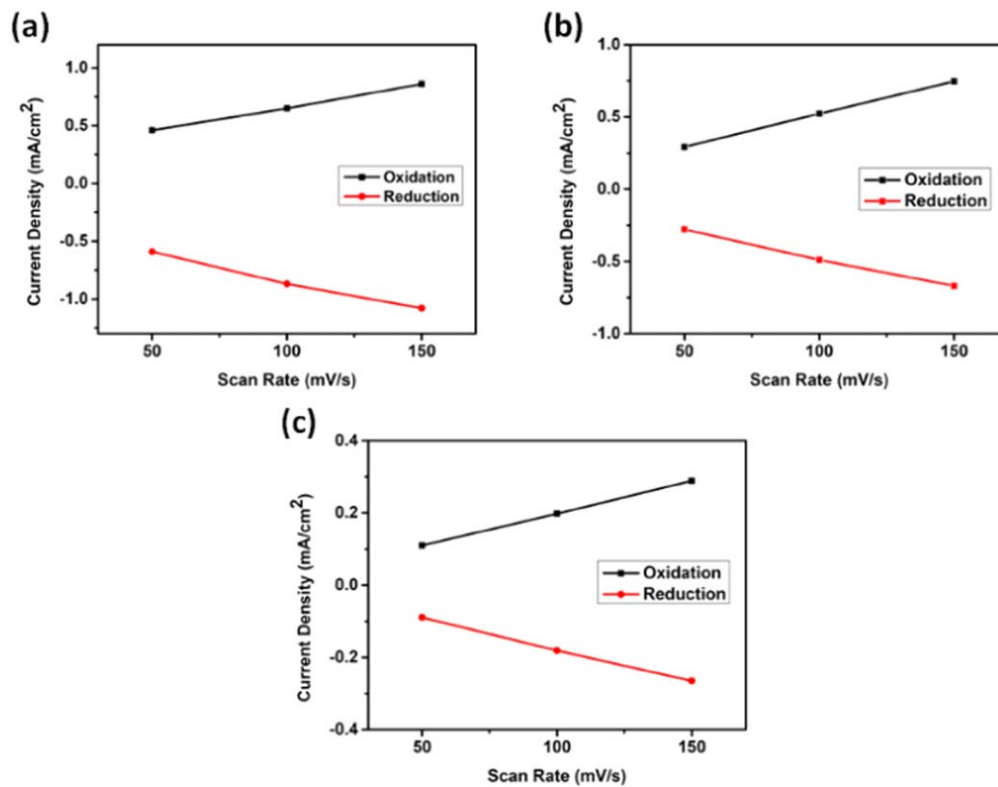 (a)
1.0
0.5
0.0
-0.5
-1.0
Current Density (mA/cm²)
Oxidation
Reduction
50 100 150
Scan Rate (mV/s)
(b)
1.0
0.5
0.0
-0.5
-1.0
Current Density (mA/cm²)
Oxidation
Reduction
50 100 150
Scan Rate (mV/s)
(c)
0.4
0.2
0.0
-0.2
-0.4
Current Density (mA/cm²)
Oxidation
Reduction
50 100 150
Scan Rate (mV/s)